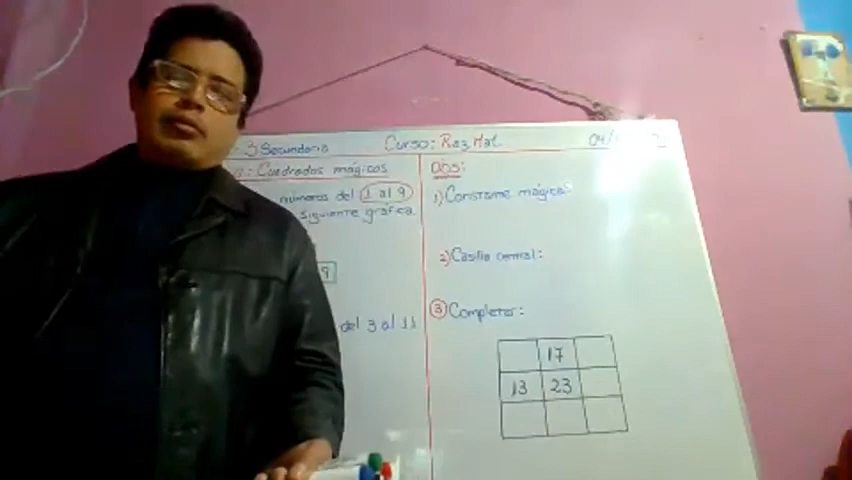 3 Secundaria
Curso: Raz. Mat
04/
: Cuadrados mágicos
números del 1 al 9
siguiente gráfica
9
del 3 al 11
OBS:
1) Constante mágica:
2) Casilla central:
3 Completar:
17
13 23